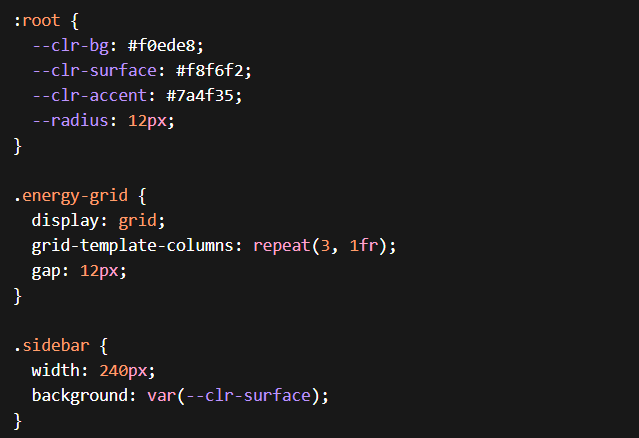 :root {
  --clr-bg: #f0ede8;
  --clr-surface: #f8f6f2;
  --clr-accent: #7a4f35;
  --radius: 12px;
}

.energy-grid {
  display: grid;
  grid-template-columns: repeat(3, 1fr);
  gap: 12px;
}

.sidebar {
  width: 240px;
  background: var(--clr-surface);
}